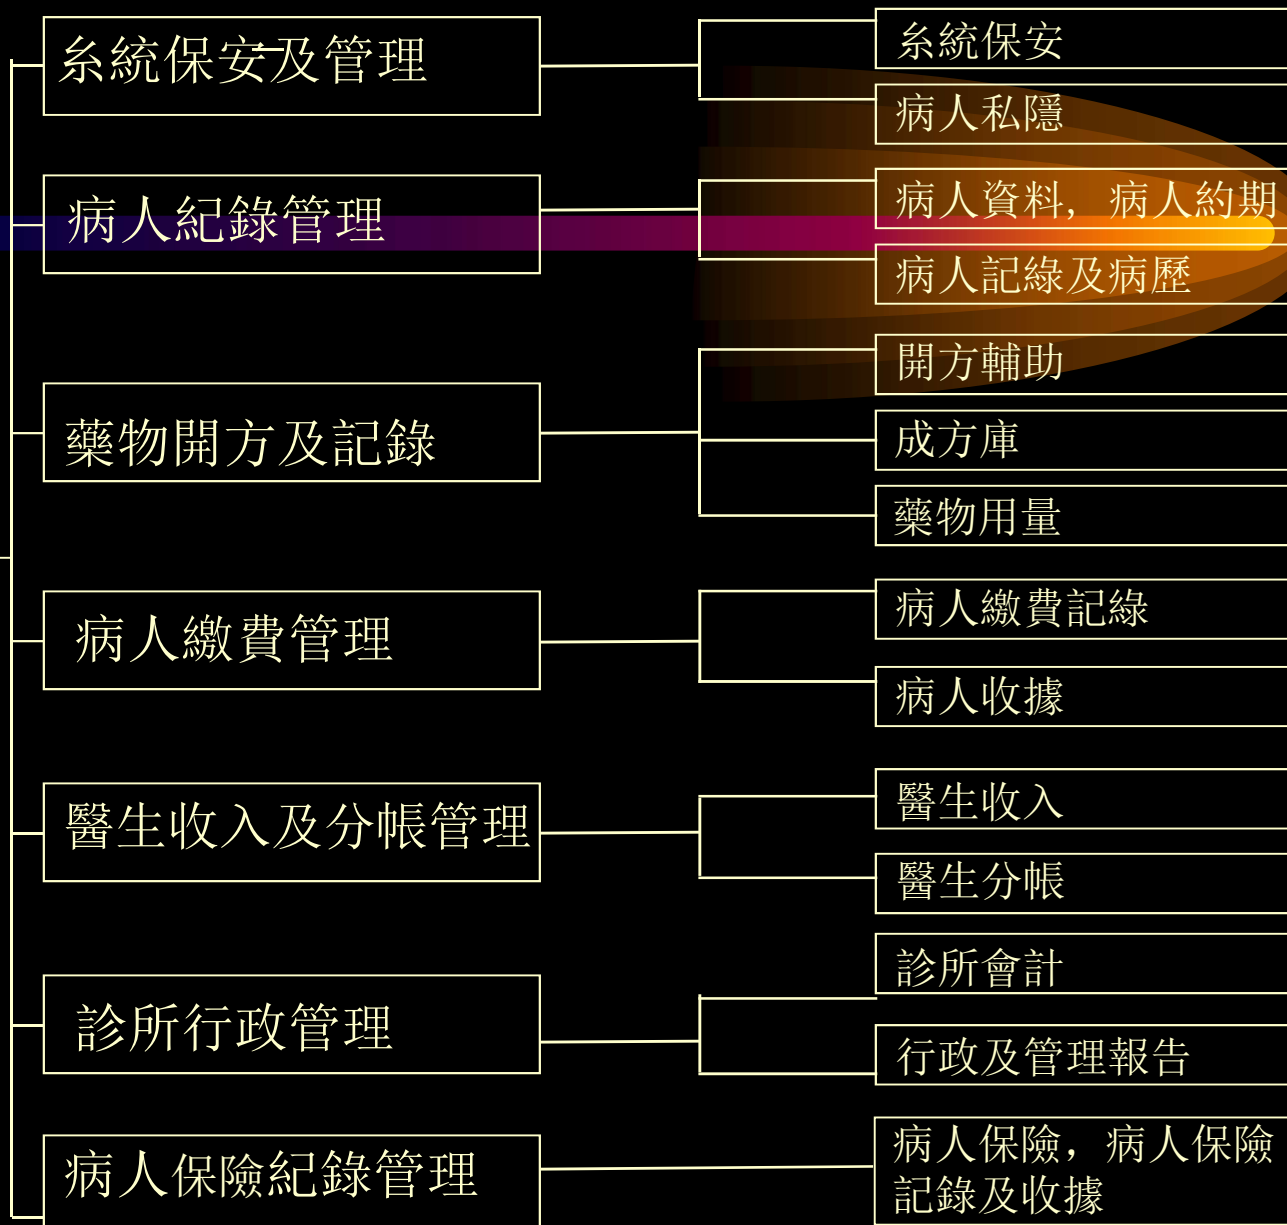 糸統保安及管理
糸統保安
病人私隱
病人紀錄管理
病人資料, 病人約期
病人記綠及病歷
藥物開方及記錄
開方輔助
成方庫
藥物用量
病人繳費管理
病人繳費記綠
病人收據
醫生收入及分帳管理
醫生收入
醫生分帳
診所行政管理
診所會計
行政及管理報告
病人保險紀錄管理
病人保險，病人保險
記錄及收據